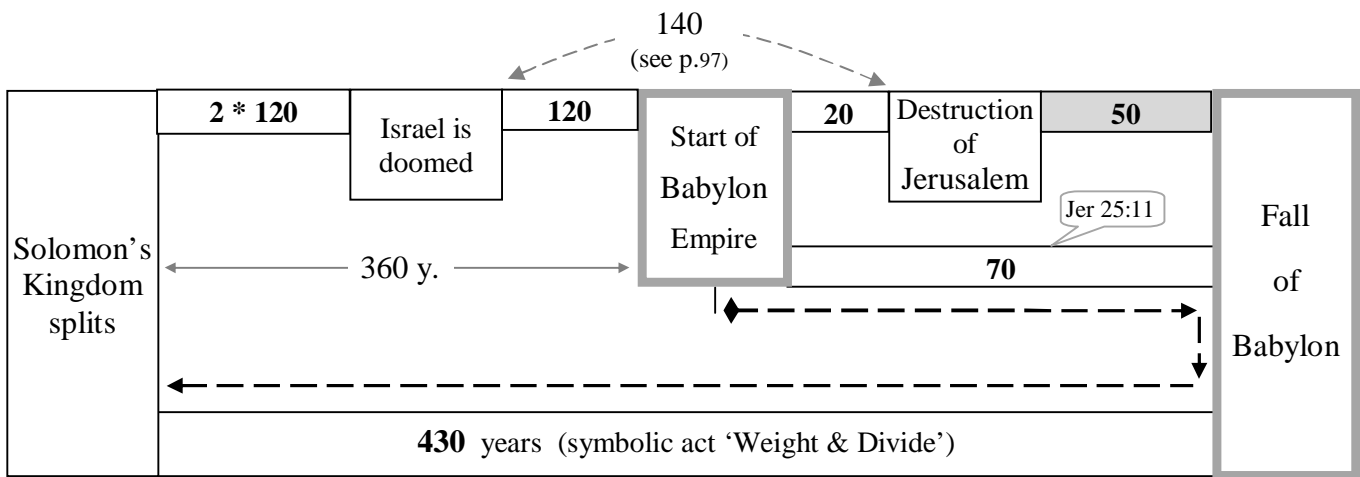 140
(see p.97)
2 * 120
Israel is
doomed
120
Start of
Babylon
Empire
20
Destruction
of
Jerusalem
50
Jer 25:11
Solomon’s
Kingdom
splits
360 y.
70
Fall
of
Babylon
430 years (symbolic act ‘Weight & Divide’)